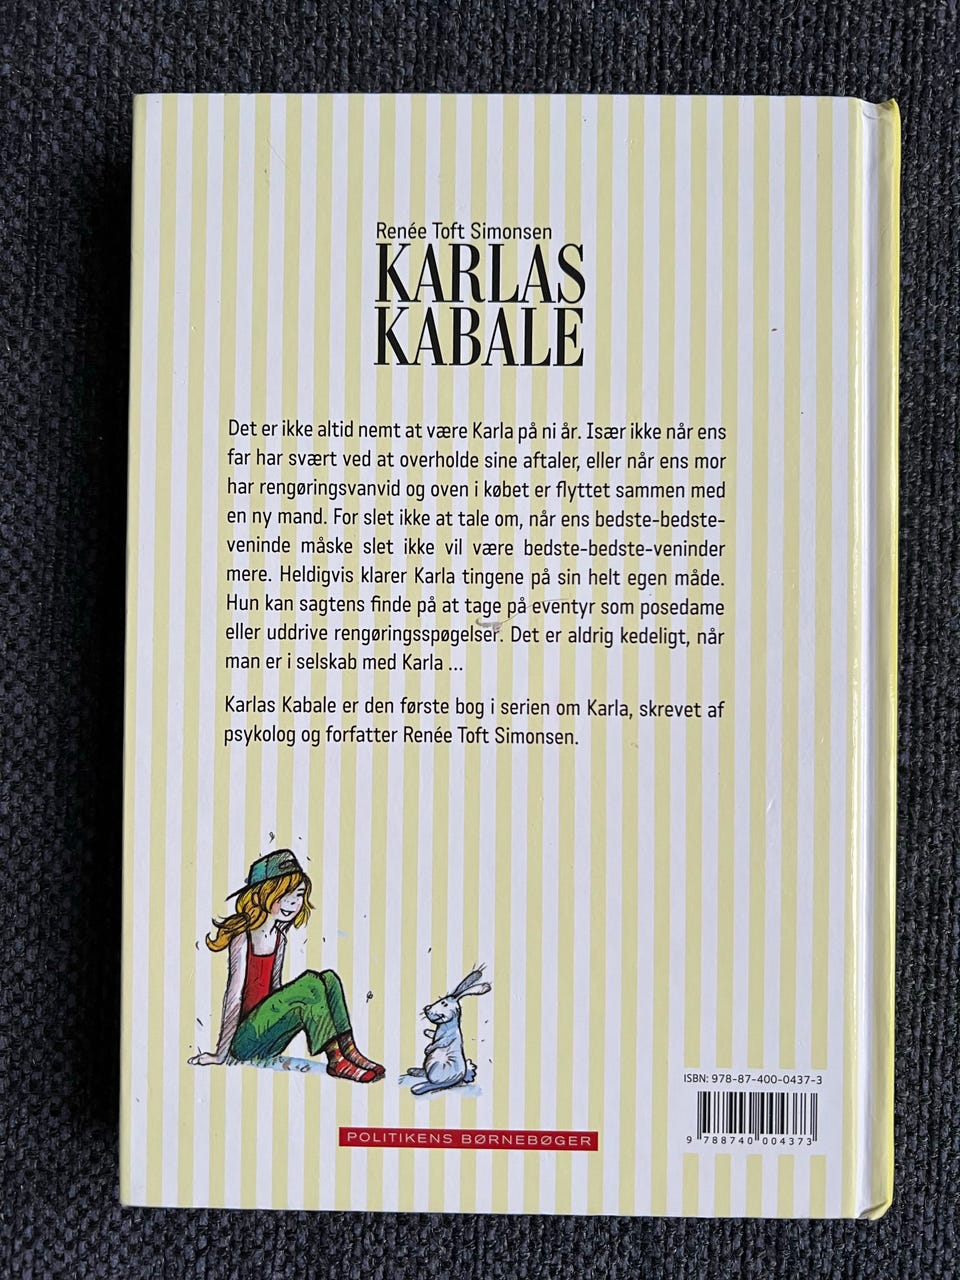 Renée Toft Simonsen
KARLAS
KABALE
Det er ikke altid nemt at være Karla på ni år. Især ikke når ens
far har svært ved at overholde sine aftaler, eller når ens mor
har rengøringsvanvid og oven i købet er flyttet sammen med
en ny mand. For slet ikke at tale om, når ens bedste-bedste-
veninde måske slet ikke vil være bedste-bedste-veninder
mere. Heldigvis klarer Karla tingene på sin helt egen måde.
Hun kan sagtens finde på at tage på eventyr som posedame
eller uddrive rengøringsspøgelser. Det er aldrig kedeligt, når
man er i selskab med Karla ...
Karlas Kabale er den første bog i serien om Karla, skrevet af
psykolog og forfatter Renée Toft Simonsen.
ISBN: 978-87-400-0437-3
9 788740 004373
POLITIKENS BØRNEBØGER